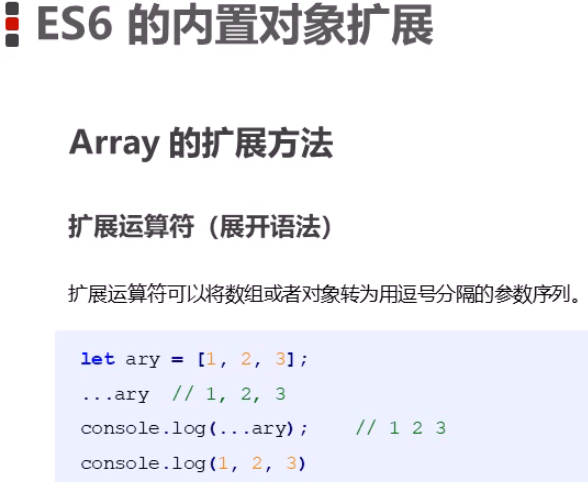 ES6 的内置对象扩展
Array 的扩展方法
扩展运算符（展开语法）
扩展运算符可以将数组或者对象转为用逗号分隔的参数序列。
let ary = [1, 2, 3];
...ary  // 1, 2, 3
console.log(...ary);    // 1 2 3
console.log(1, 2, 3)